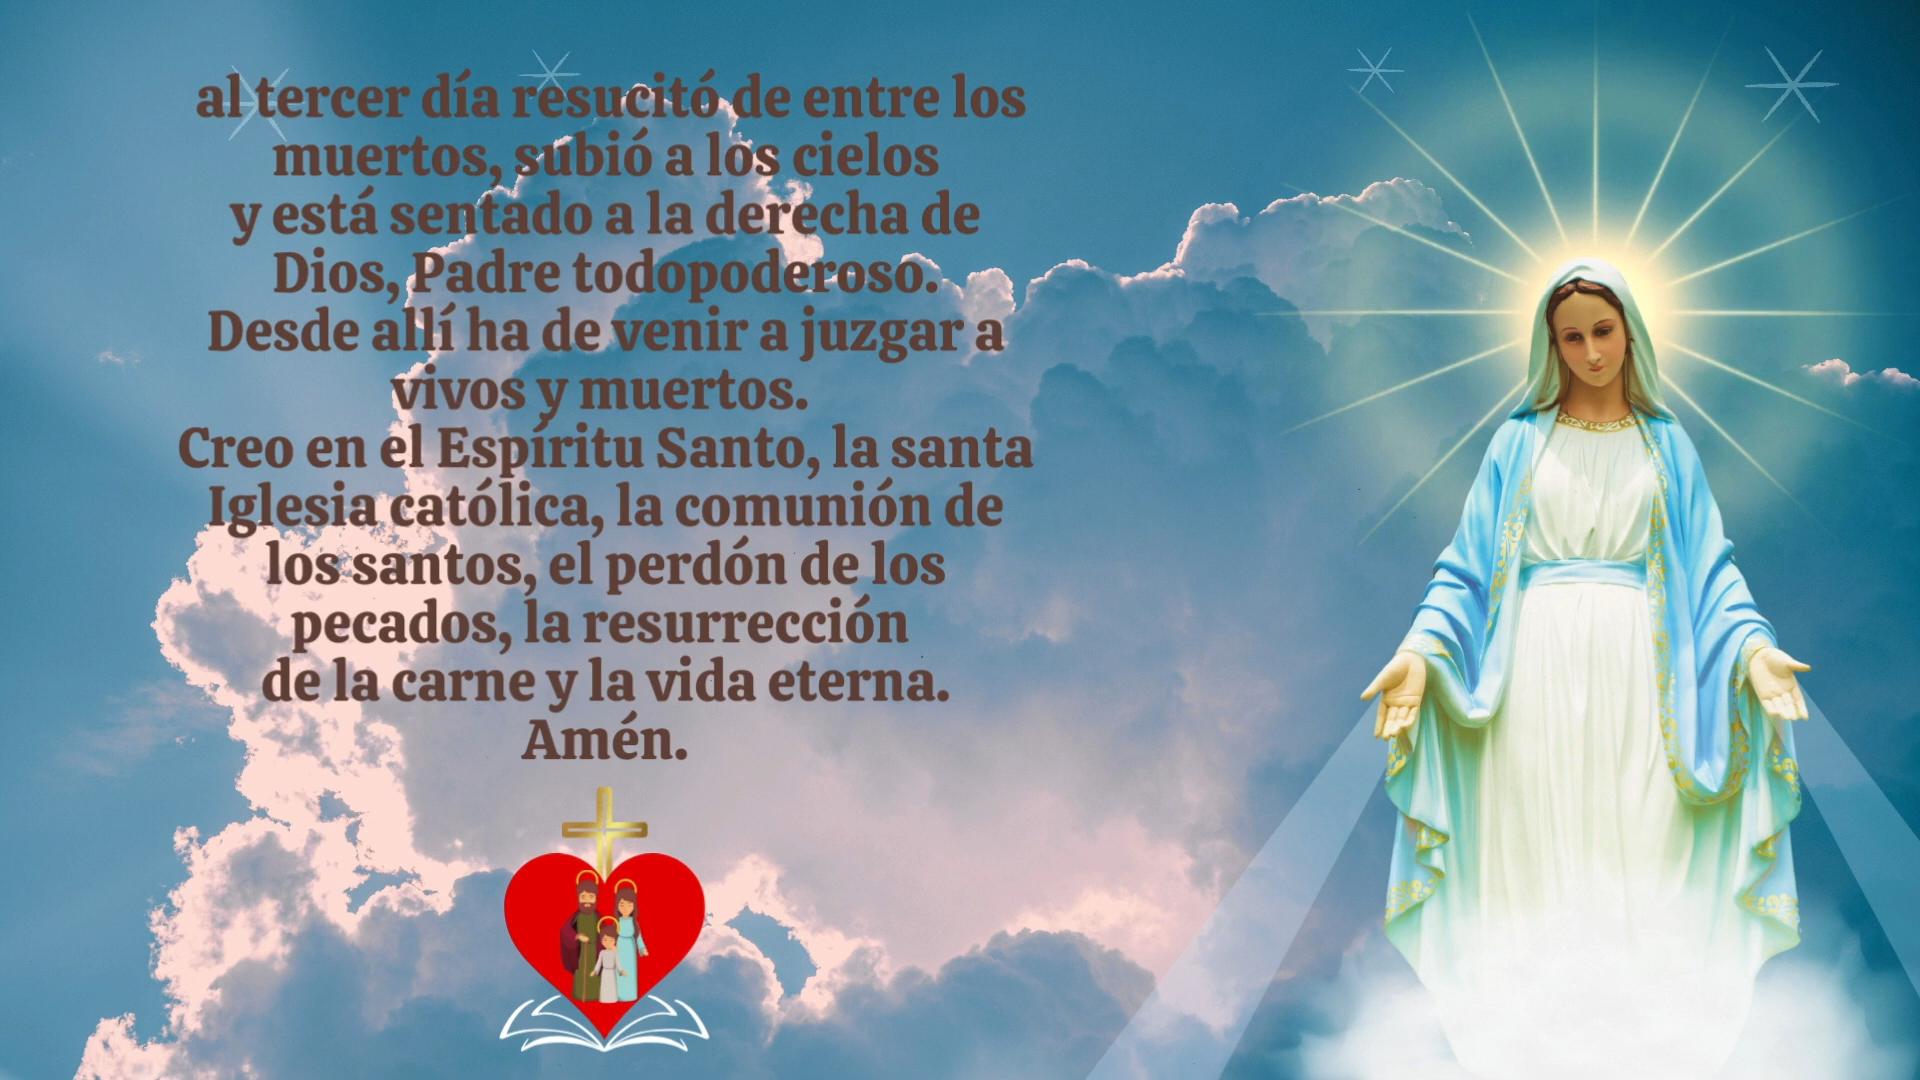 al tercer día resucitó de entre los
muertos, subió a los cielos
y está sentado a la derecha de
Dios, Padre todopoderoso.
Desde allí ha de venir a juzgar a
vivos y muertos.
Creo en el Espíritu Santo, la santa
Iglesia católica, la comunión de
los santos, el perdón de los
pecados, la resurrección
de la carne y la vida eterna.
Amén.